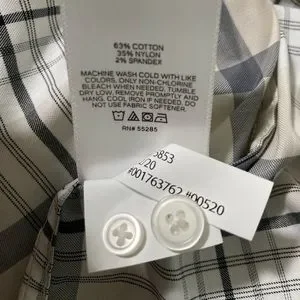 63% COTTON
35% NYLON
2% SPANDEX
MACHINE WASH COLD WITH LIKE
COLORS, ONLY NON-CHLORINE
BLEACH WHEN NEEDED. TUMBLE
DRY LOW. REMOVE PROMPTLY AND
HANG. COOL IRON IF NEEDED. DO
NOT USE FABRIC SOFTENER.
RN# 55285
5853
/20
#001763762 #00520